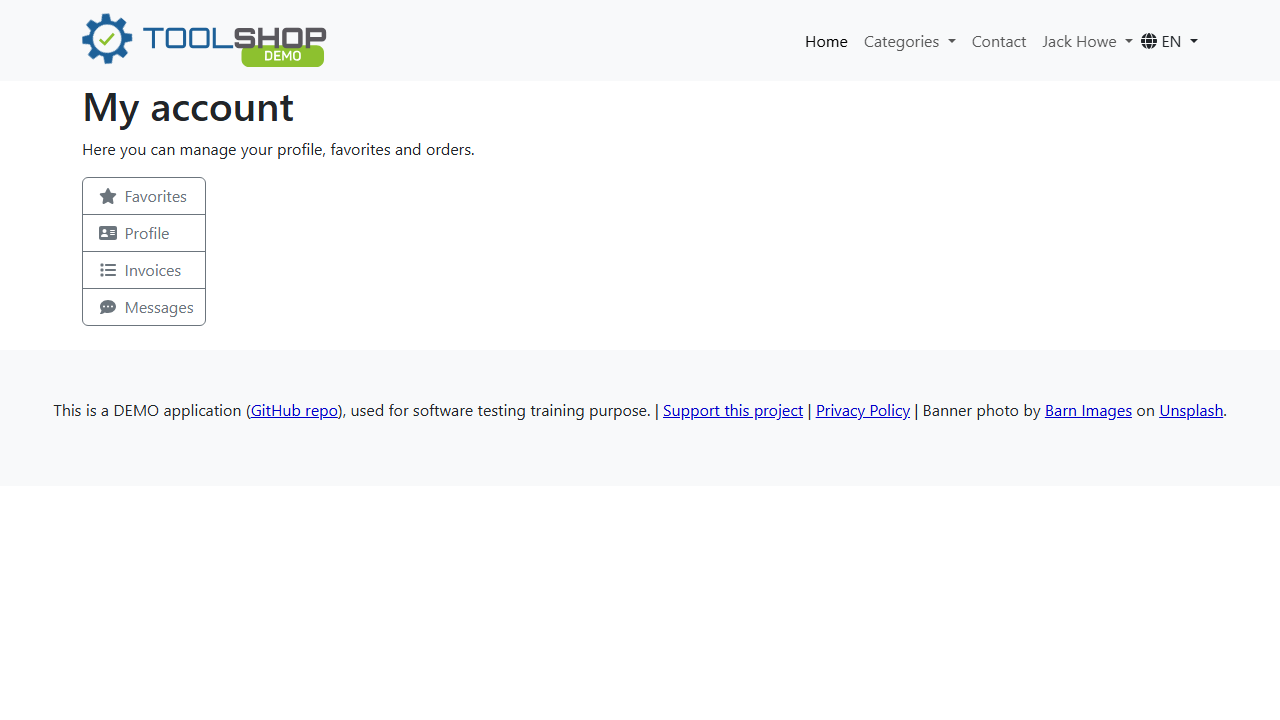 TOOLSHOP
DEMO
Home Categories Contact Jack Howe EN
My account
Here you can manage your profile, favorites and orders.
Favorites
Profile
Invoices
Messages
This is a DEMO application (GitHub repo), used for software testing training purpose. | Support this project | Privacy Policy | Banner photo by Barn Images on Unsplash.